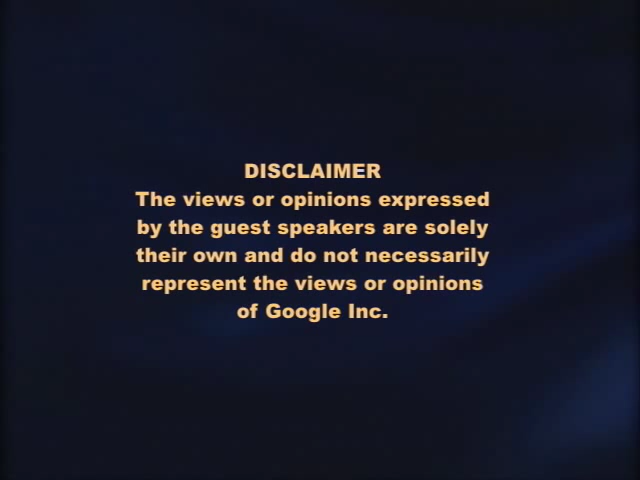 DISCLAIMER
The views or opinions expressed
by the guest speakers are solely
their own and do not necessarily
represent the views or opinions
of Google Inc.